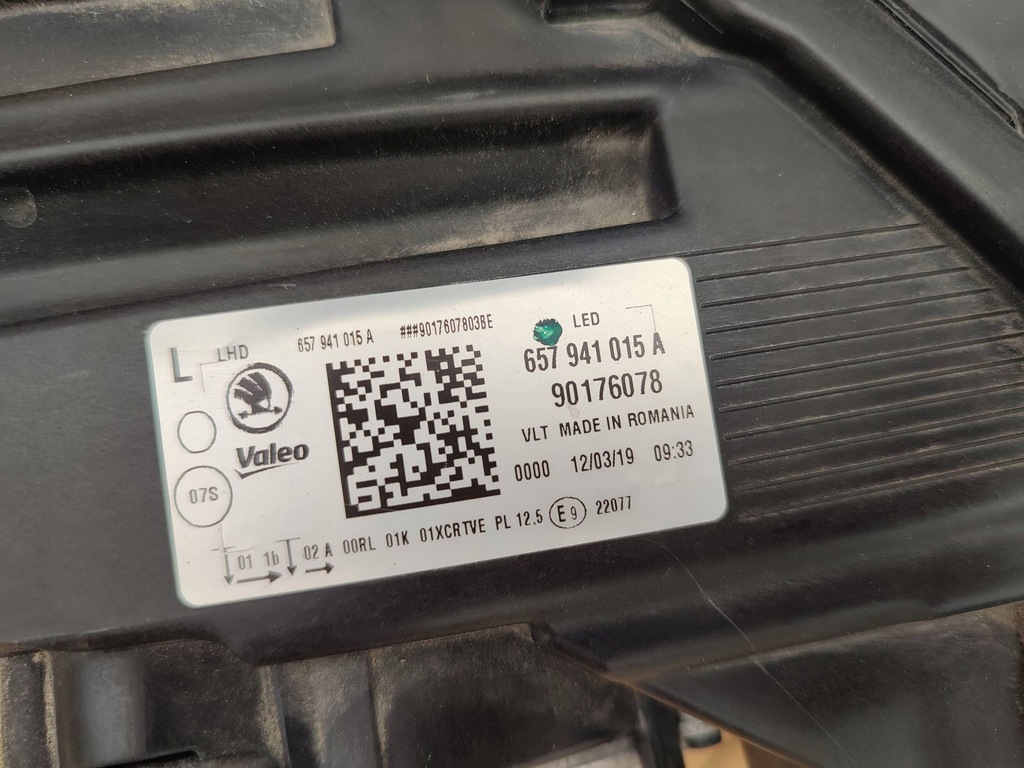 L LHD 657 941 015 A ###9017607803BE LED
657 941 015 A
90176078
Valeo
VLT MADE IN ROMANIA
07S
0000 12/03/19 09:33
01 1b 02 A 00RL 01K 01XCRTVE PL 12.5 E9 22077